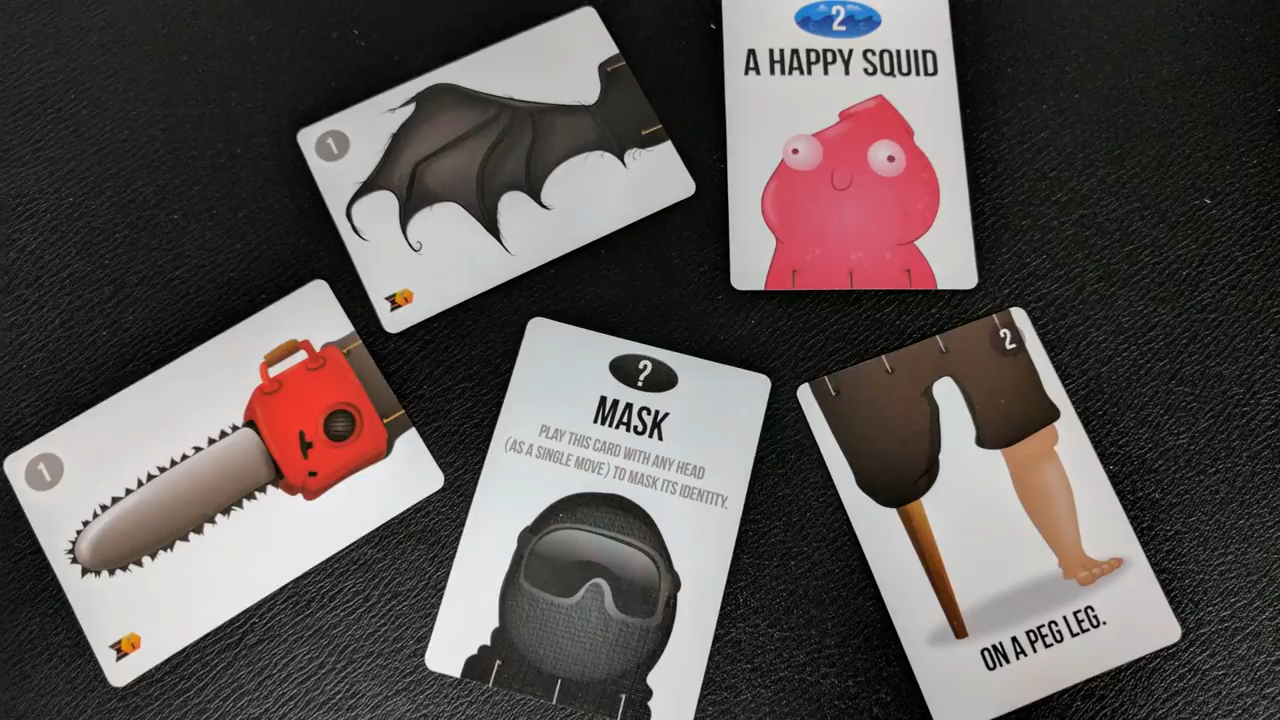 1
2
A HAPPY SQUID
1
?
MASK
PLAY THIS CARD WITH ANY HEAD
(AS A SINGLE MOVE) TO MASK ITS IDENTITY.
2
ON A PEG LEG.